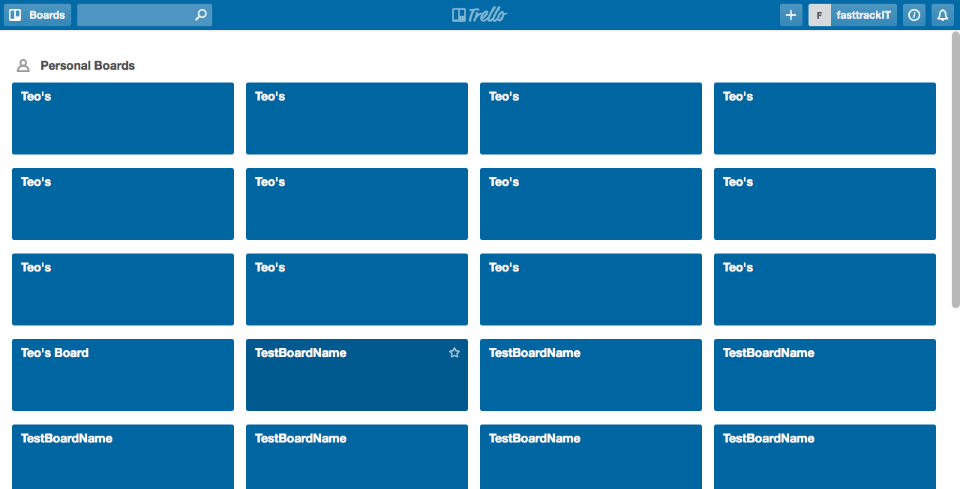 Boards Trello F fasttrackIT
Personal Boards
Teo's Teo's Teo's Teo's
Teo's Teo's Teo's Teo's
Teo's Teo's Teo's Teo's
Teo's Board TestBoardName TestBoardName TestBoardName
TestBoardName TestBoardName TestBoardName TestBoardName